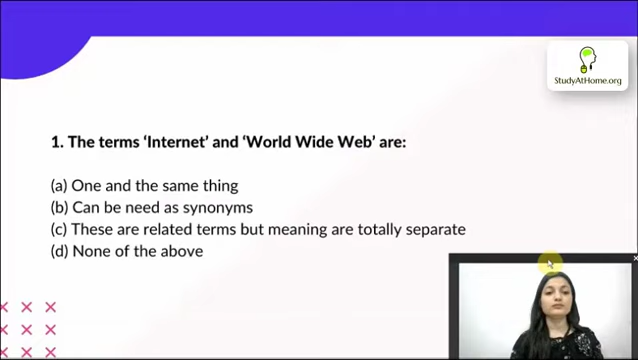 StudyAtHome.org
1. The terms ‘Internet’ and ‘World Wide Web’ are:
(a) One and the same thing
(b) Can be need as synonyms
(c) These are related terms but meaning are totally separate
(d) None of the above